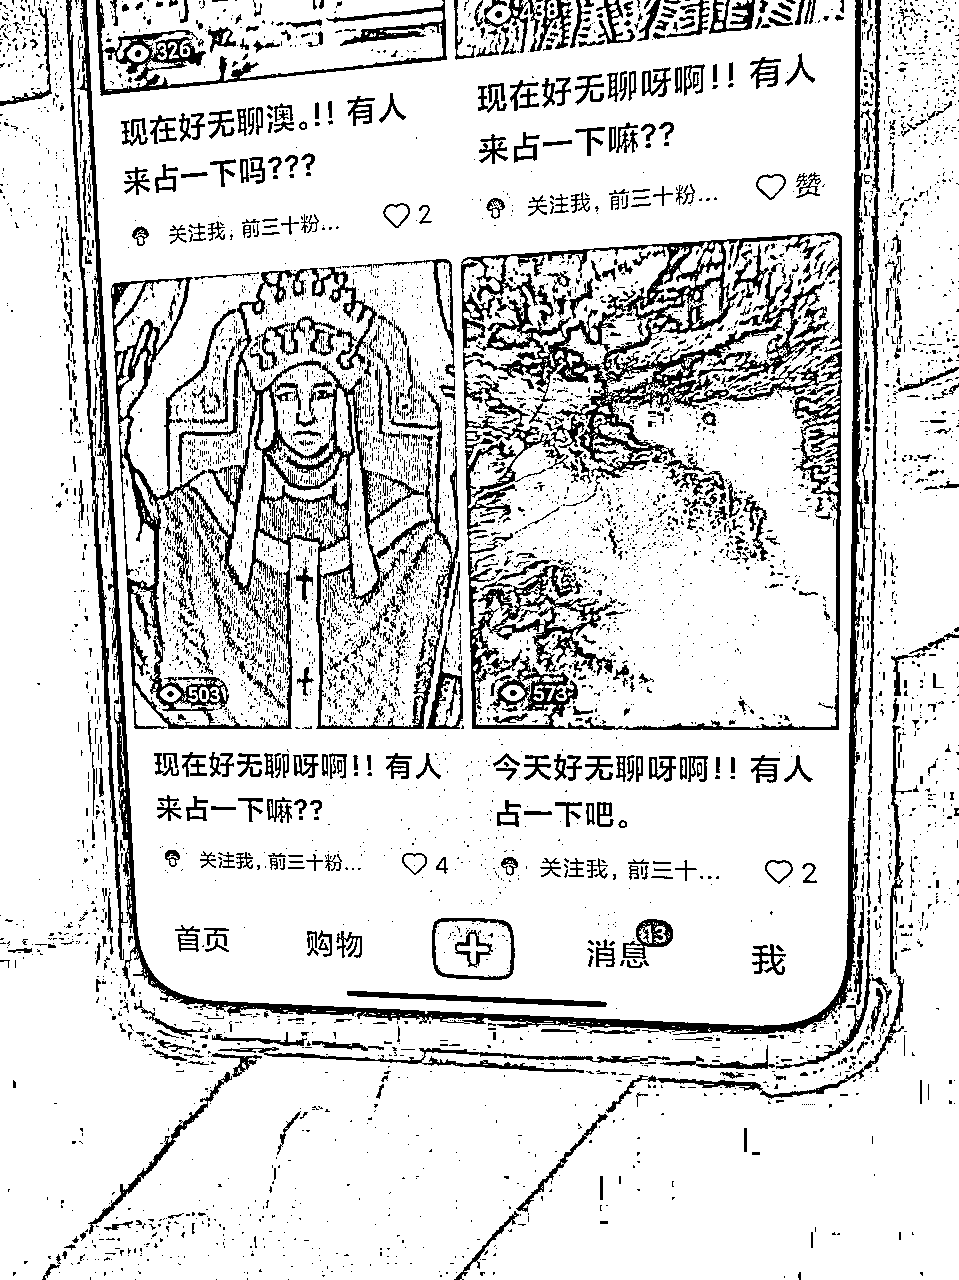 326
438
现在好无聊澳。!! 有人
来占一下吗???
关注我，前三十粉... 2
现在好无聊呀啊!! 有人
来占一下嘛??
关注我，前三十粉... 赞
503
573
现在好无聊呀啊!! 有人
来占一下嘛??
关注我，前三十粉... 4
今天好无聊呀啊!! 有人
占一下吧。
关注我，前三十... 2
首页 购物 消息 13 我